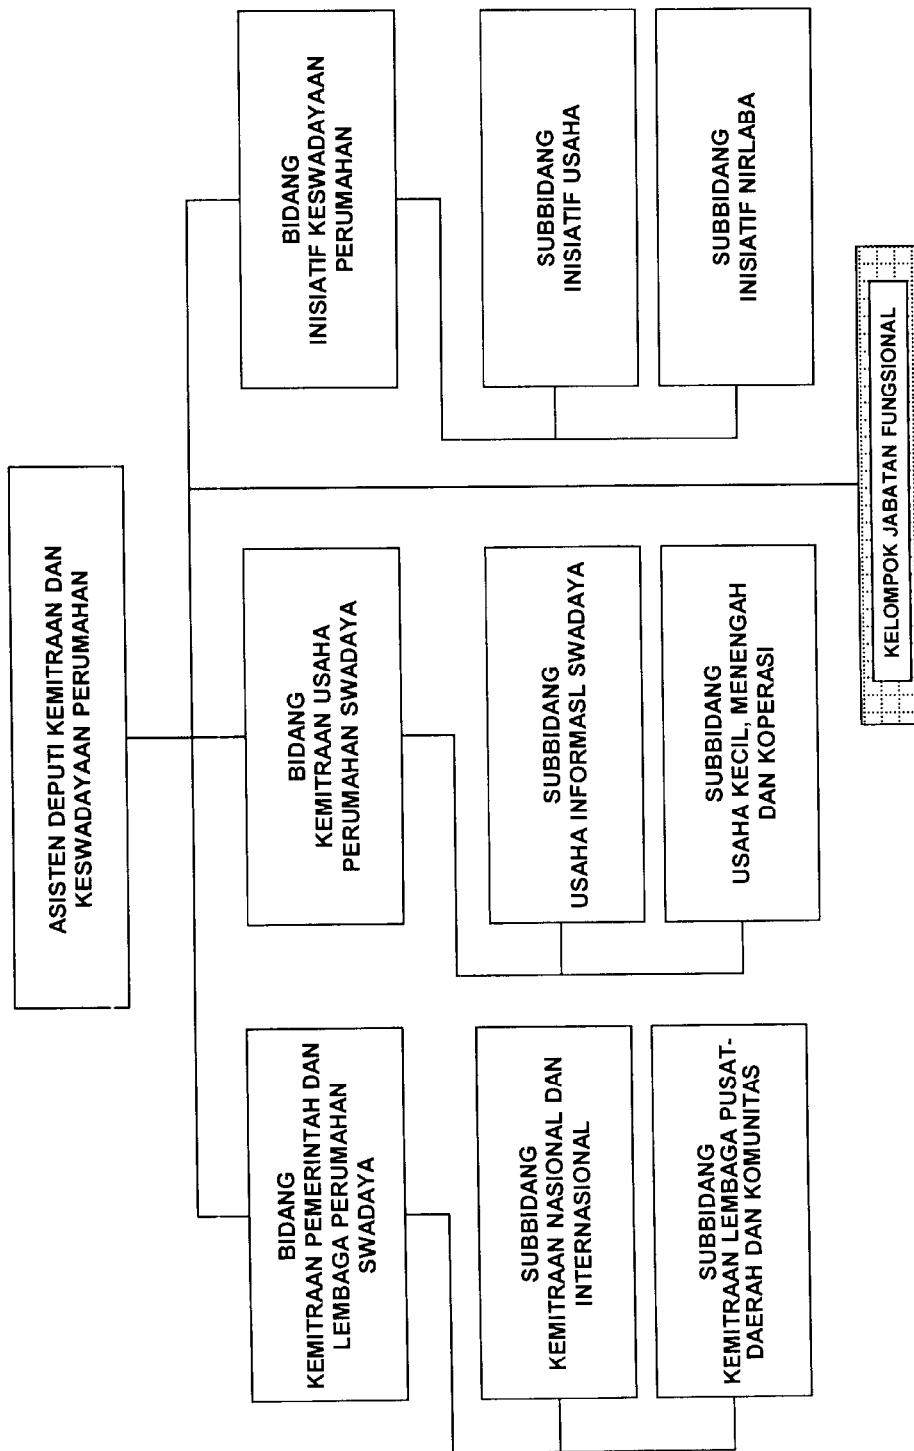 ASISTEN DEPUTI KEMITRAAN DAN
KESWADAYAAN PERUMAHAN
BIDANG
KEMITRAAN PEMERINTAH DAN
LEMBAGA PERUMAHAN
SWADAYA
BIDANG
KEMITRAAN USAHA
PERUMAHAN SWADAYA
BIDANG
INISIATIF KESWADAYAAN
PERUMAHAN
SUBBIDANG
KEMITRAAN NASIONAL DAN
INTERNASIONAL
SUBBIDANG
USAHA INFORMASL SWADAYA
SUBBIDANG
INISIATIF USAHA
SUBBIDANG
KEMITRAAN LEMBAGA PUSAT-
DAERAH DAN KOMUNITAS
SUBBIDANG
USAHA KECIL, MENENGAH
DAN KOPERASI
SUBBIDANG
INISIATIF NIRLABA
KELOMPOK JABATAN FUNGSIONAL